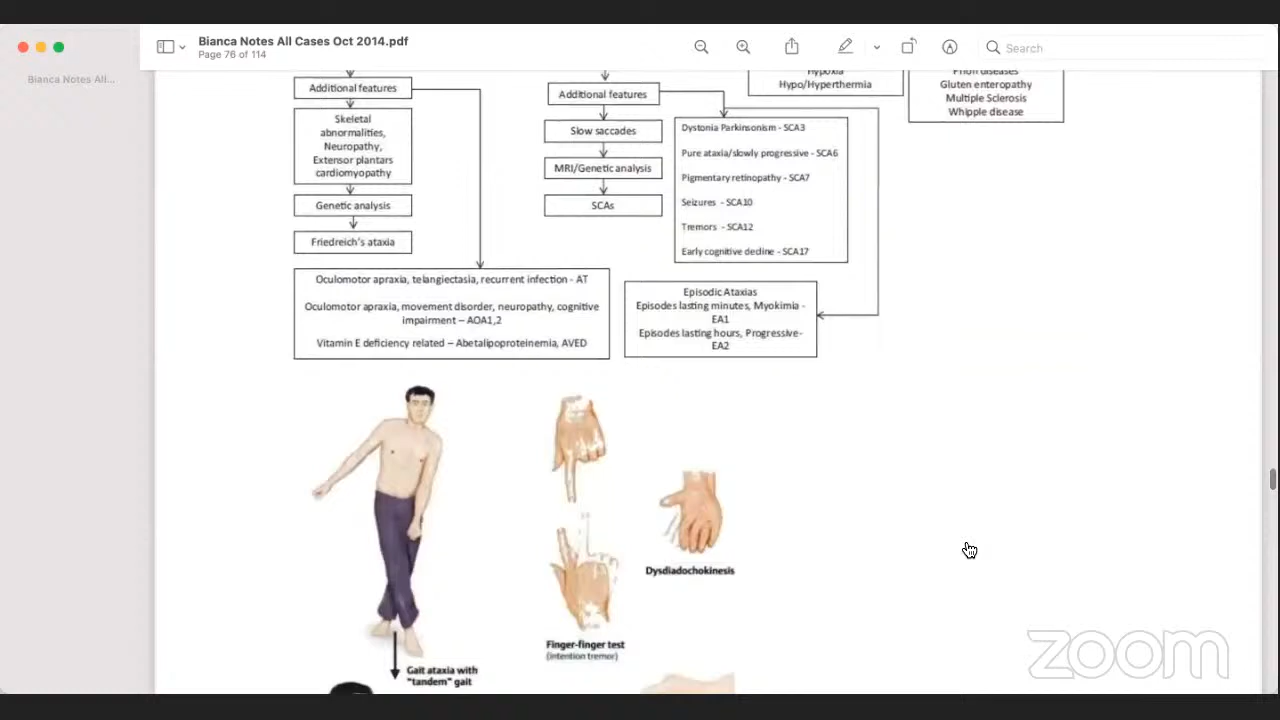 Bianca Notes All Cases Oct 2014.pdf
Page 76 of 114
Search
Bianca Notes All...
Additional features
Skeletal
abnormalities,
Neuropathy,
Extensor plantars
cardiomyopathy
Genetic analysis
Friedreich's ataxia
Additional features
Slow saccades
MRI/Genetic analysis
SCAs
Dystonia Parkinsonism - SCA3
Pure ataxia/slowly progressive - SCA6
Pigmentary retinopathy - SCA7
Seizures - SCA10
Tremors - SCA12
Early cognitive decline - SCA17
Hypoxia
Hypo/Hyperthermia
Prion diseases
Gluten enteropathy
Multiple Sclerosis
Whipple disease
Oculomotor apraxia, telangiectasia, recurrent infection - AT
Oculomotor apraxia, movement disorder, neuropathy, cognitive
impairment – AOA1,2
Vitamin E deficiency related – Abetalipoproteinemia, AVED
Episodic Ataxias
Episodes lasting minutes, Myokimia -
EA1
Episodes lasting hours, Progressive-
EA2
Dysdiadochokinesis
Finger-finger test
(intention tremor)
Gait ataxia with
"tandem" gait
zoom